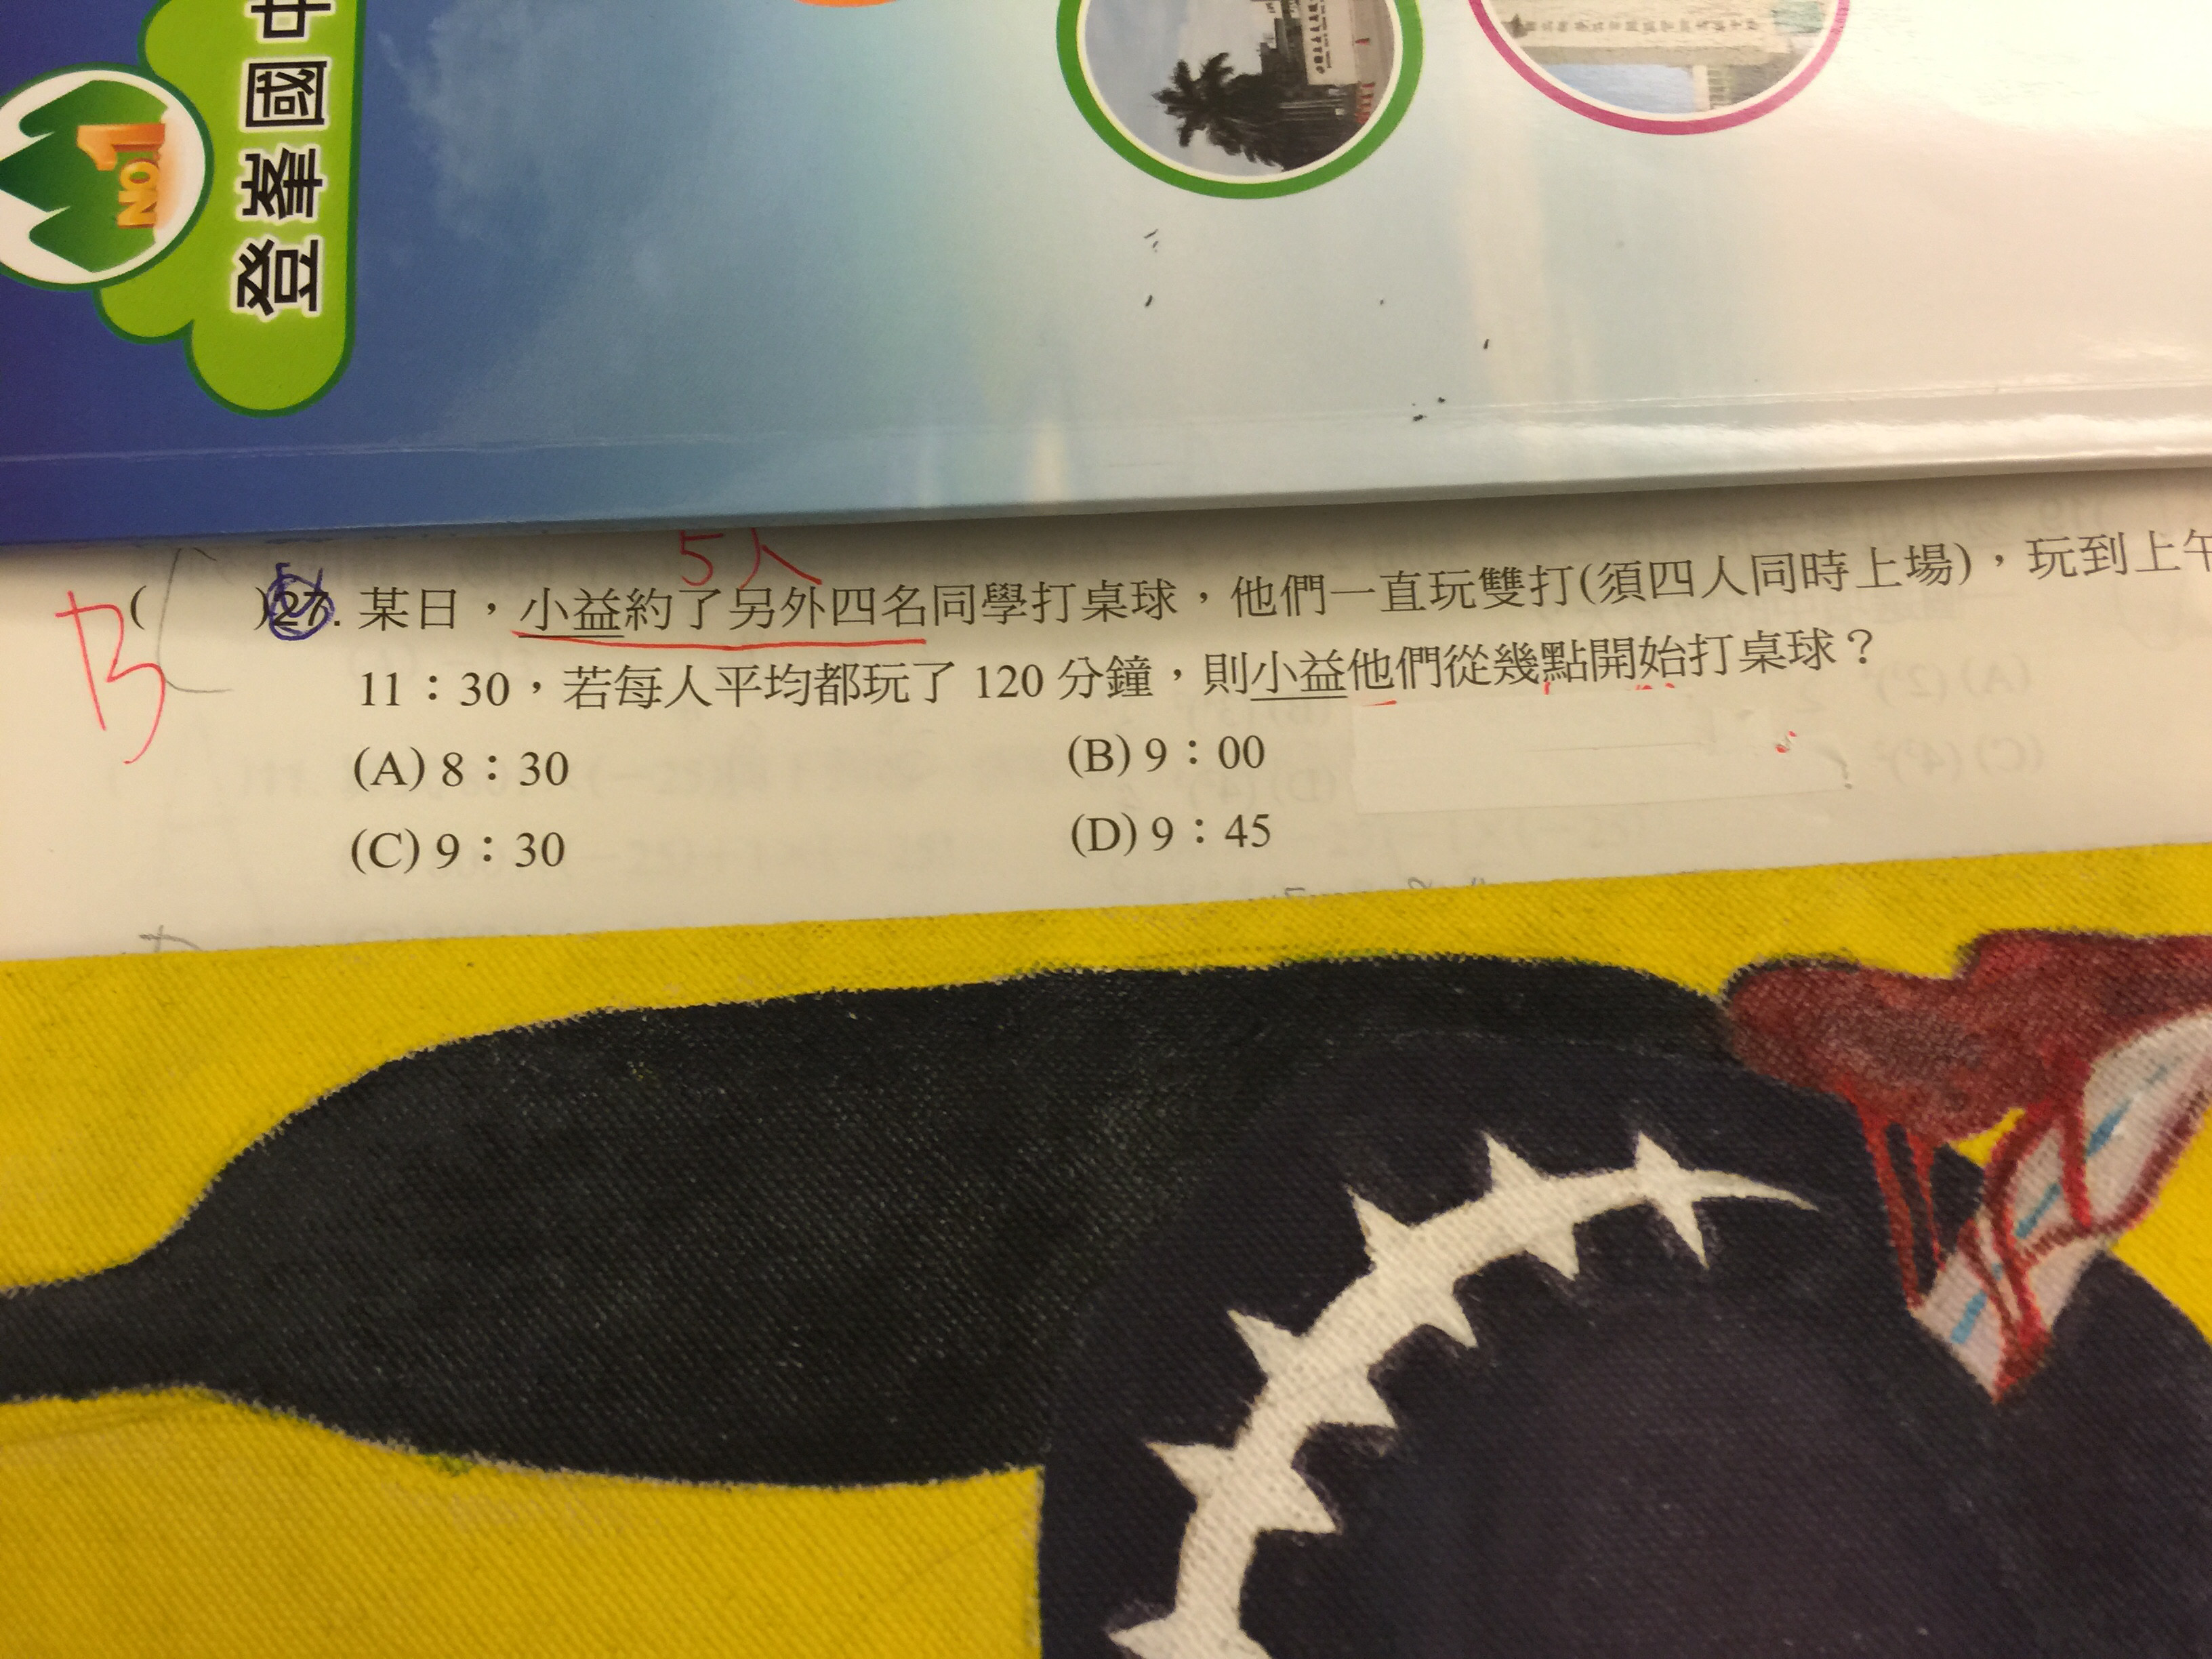 登峯國中
NO.1
5人
B
( )27. 某日，小益約了另外四名同學打桌球，他們一直玩雙打(須四人同時上場)，玩到上午
11：30，若每人平均都玩了 120 分鐘，則小益他們從幾點開始打桌球？
(A) 8：30
(B) 9：00
(C) 9：30
(D) 9：45